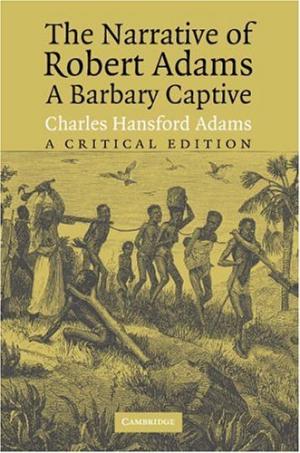 The Narrative of
Robert Adams
A Barbary Captive
Charles Hansford Adams
A CRITICAL EDITION
CAMBRIDGE